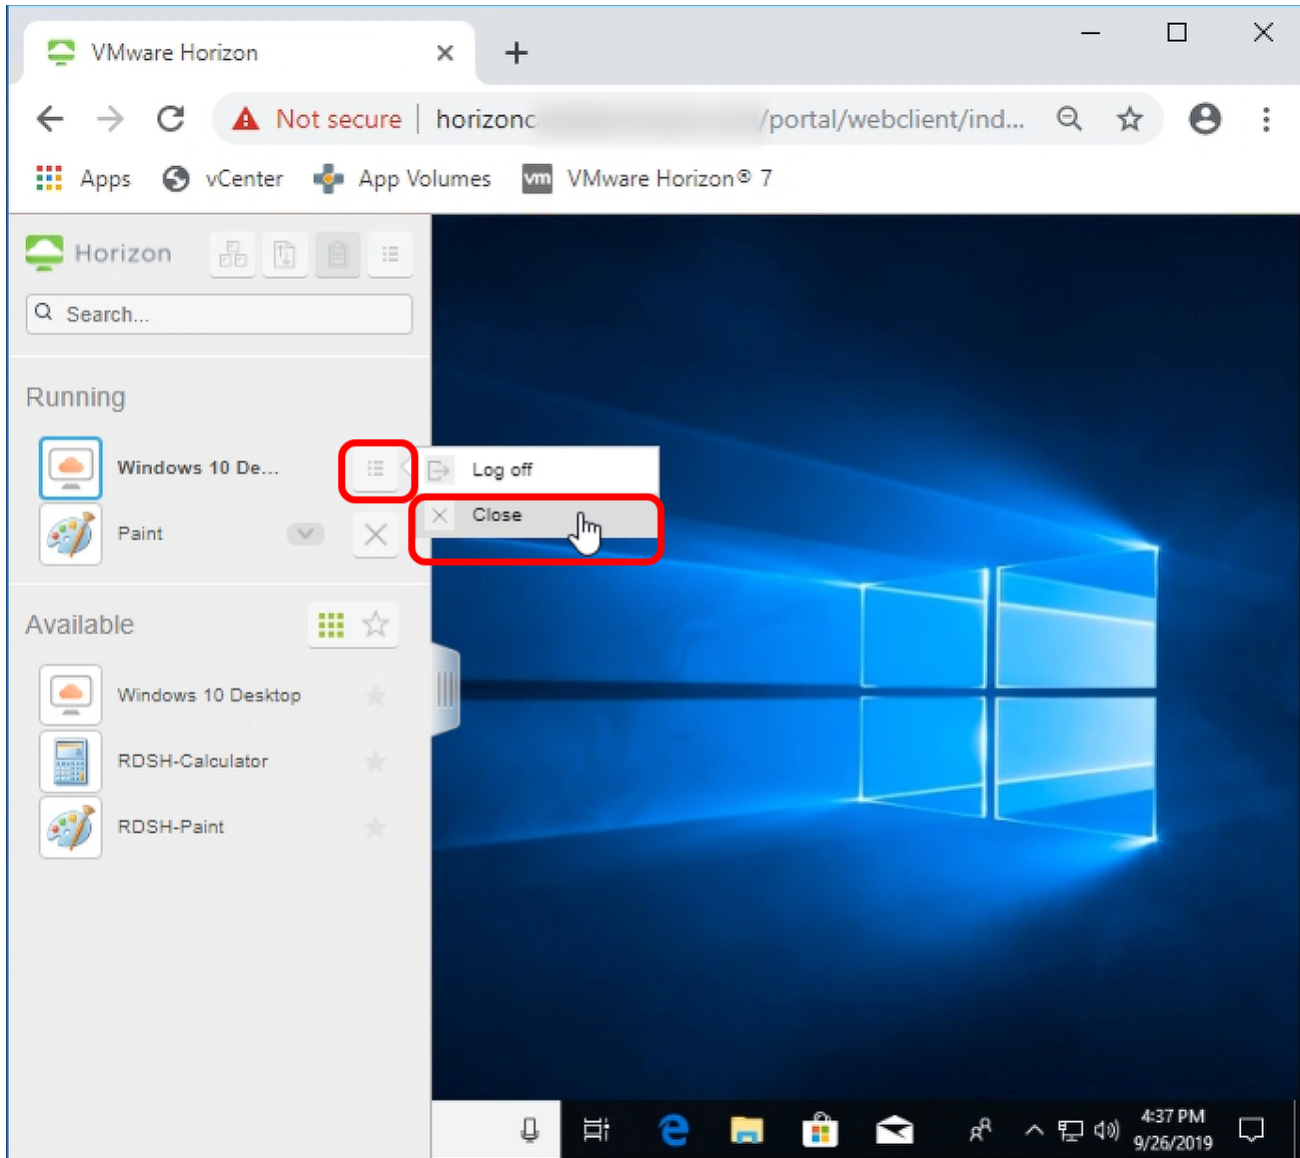 VMware Horizon
Not secure | horizonc /portal/webclient/ind...
Apps vCenter App Volumes vm VMware Horizon® 7
Horizon
Search...
Running
Windows 10 De...
Log off
Close
Paint
Available
Windows 10 Desktop
RDSH-Calculator
RDSH-Paint
4:37 PM
9/26/2019